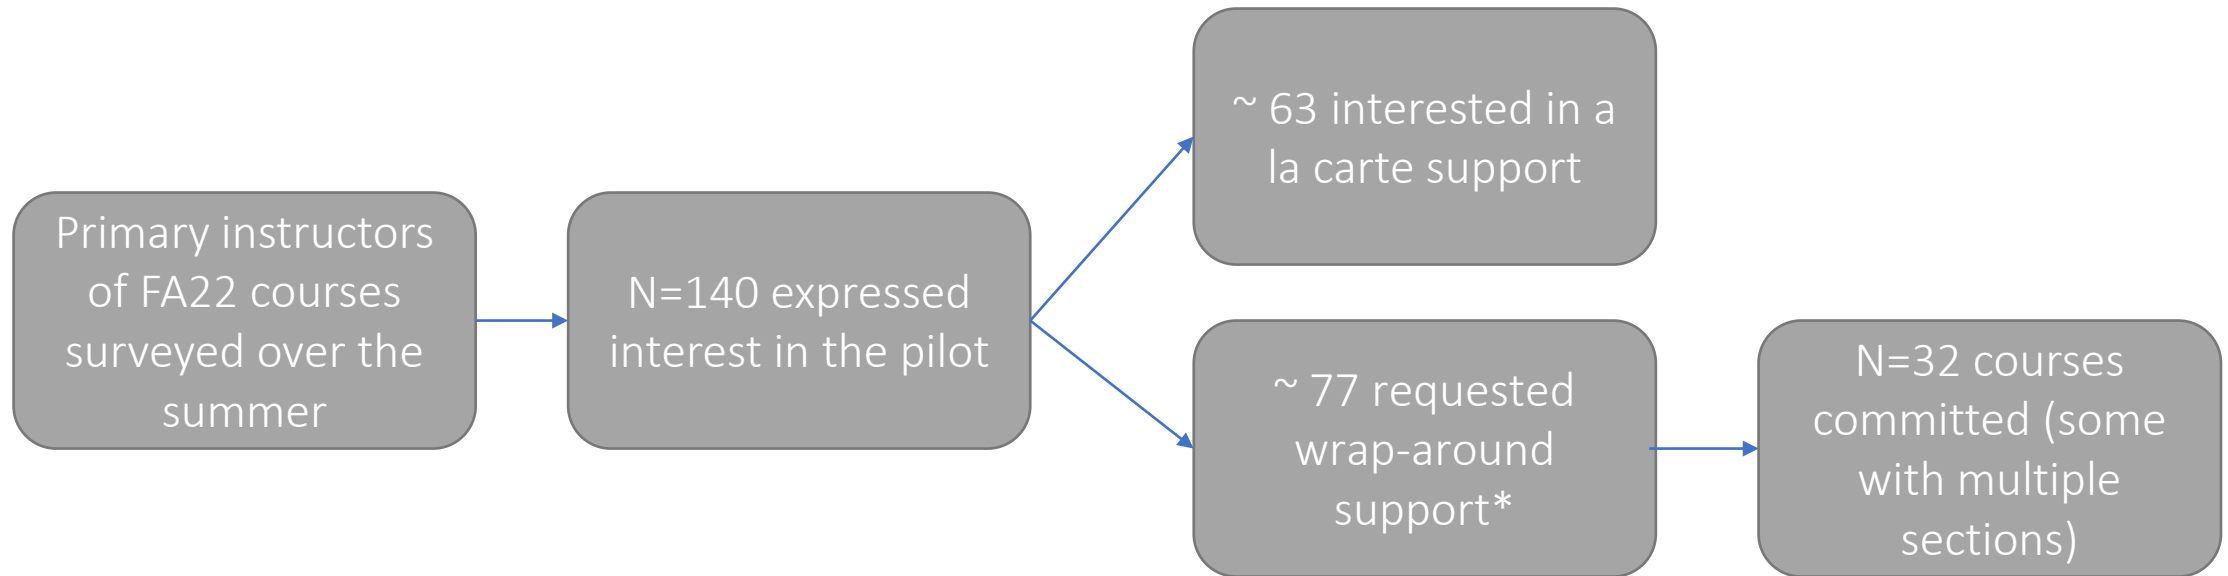 Primary instructors
of FA22 courses
surveyed over the
summer
N=140 expressed
interest in the pilot
~ 63 interested in a
la carte support
~ 77 requested
wrap-around
support*
N=32 courses
committed (some
with multiple
sections)